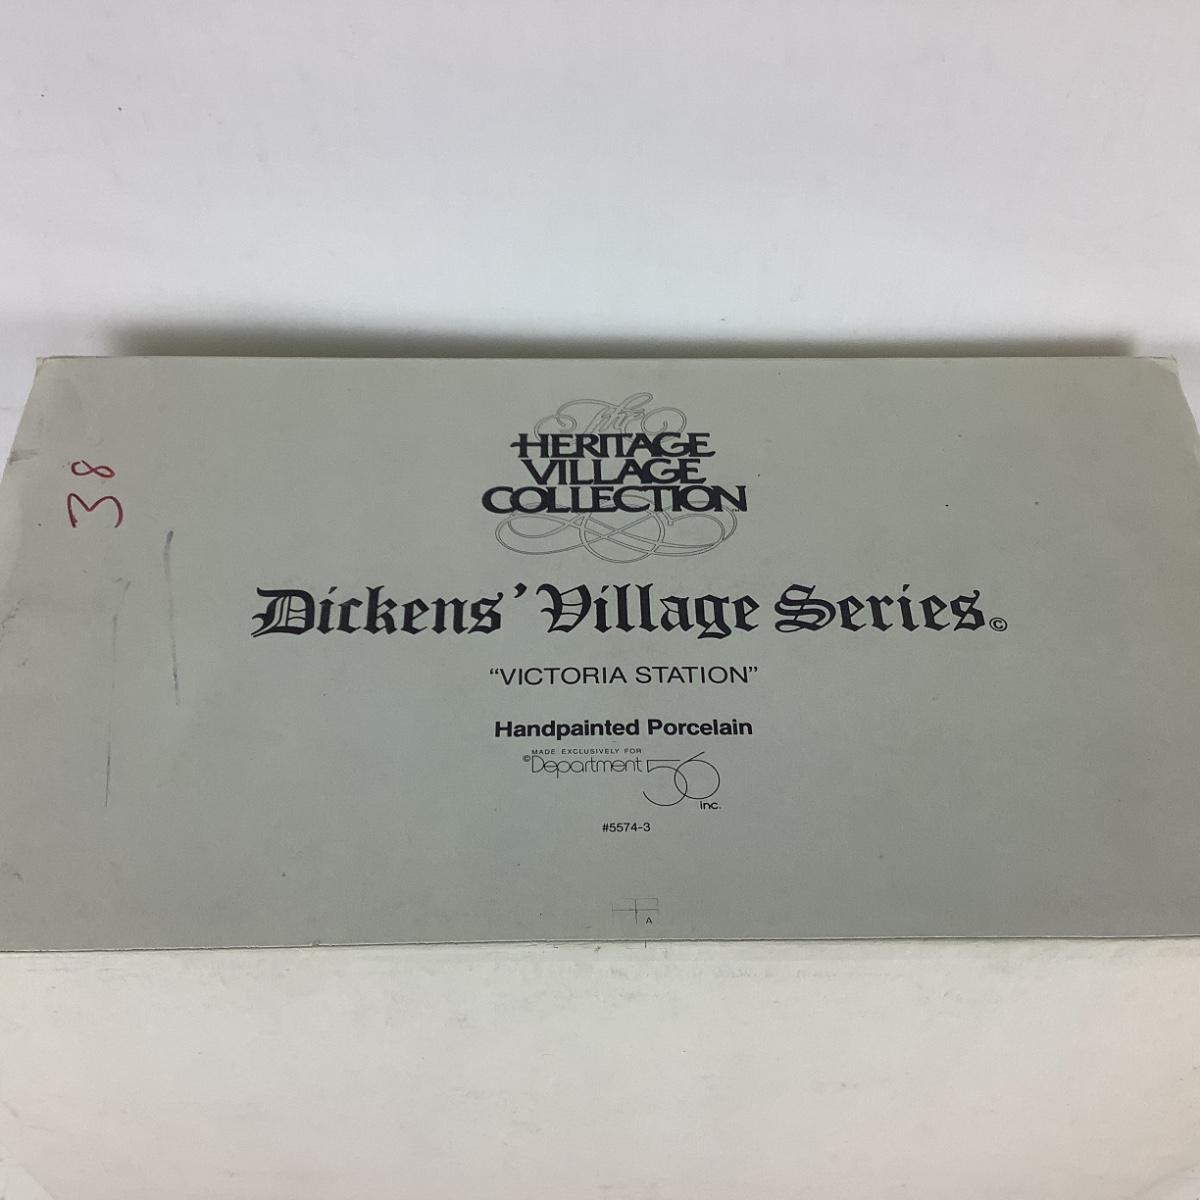 The
HERITAGE
VILLAGE
COLLECTION
Dickens' Village Series©
"VICTORIA STATION"
Handpainted Porcelain
MADE EXCLUSIVELY FOR
©Department 56
inc.
#5574-3
A
38